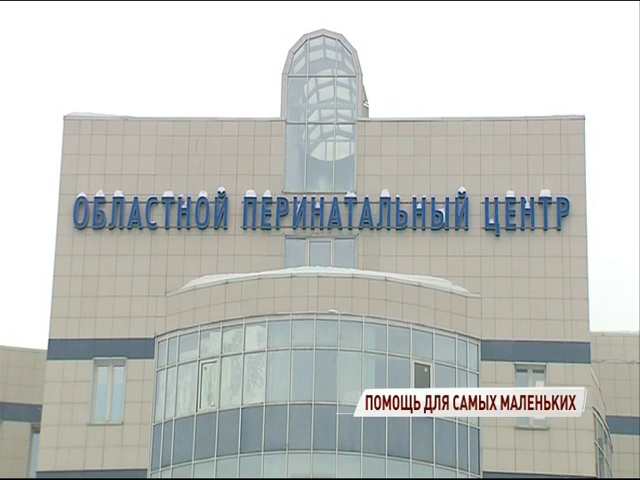 ОБЛАСТНОЙ ПЕРИНАТАЛЬНЫЙ ЦЕНТР
ПОМОЩЬ ДЛЯ САМЫХ МАЛЕНЬКИХ